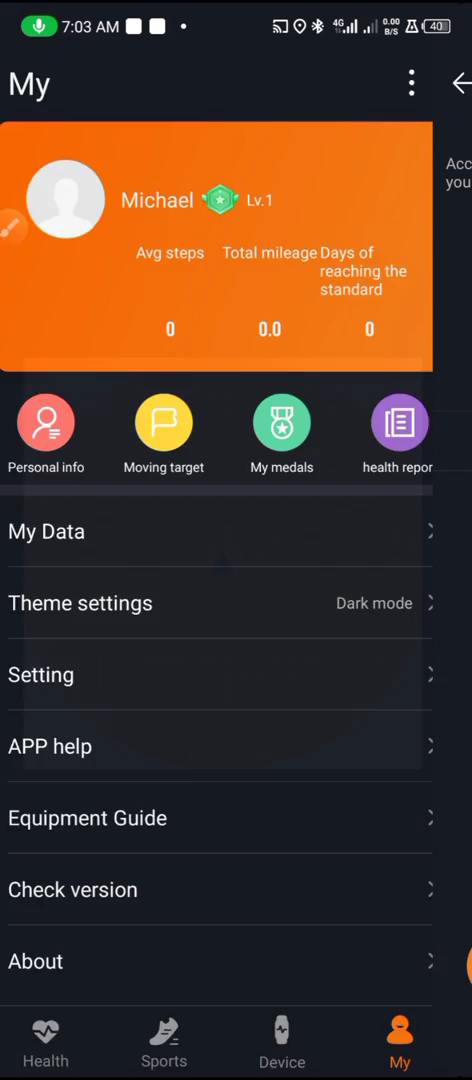 7:03 AM
4G
0.00
B/S
40
My
Acc
you
Michael
Lv.1
Avg steps
Total mileage
Days of
reaching the
standard
0
0.0
0
Personal info
Moving target
My medals
health repor
My Data
Theme settings
Dark mode
Setting
APP help
Equipment Guide
Check version
About
Health
Sports
Device
My